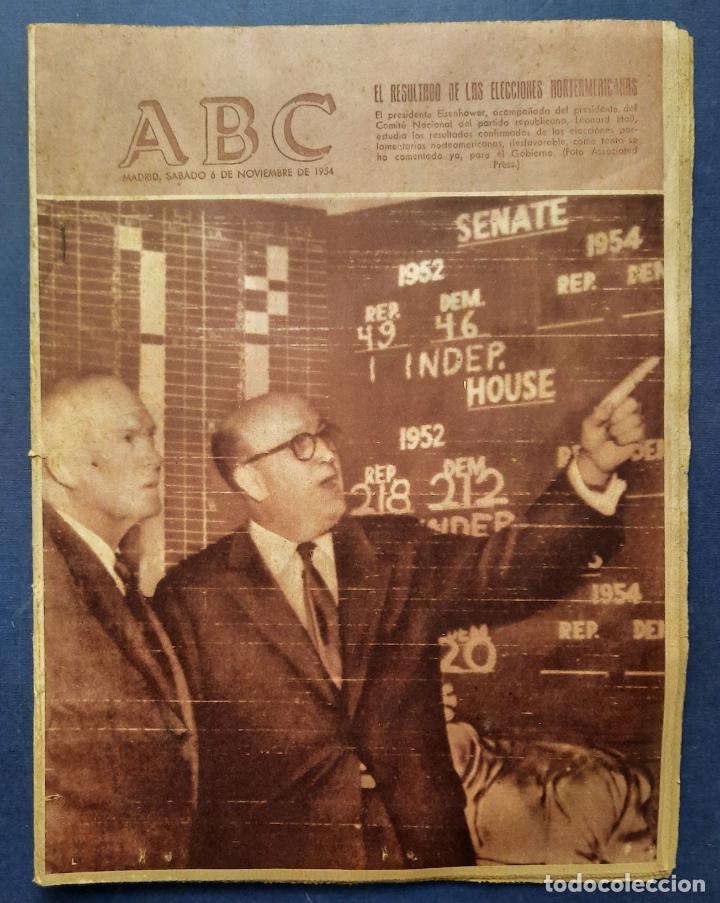 ABC
MADRID, SABADO 6 DE NOVIEMBRE DE 1954
EL RESULTADO DE LAS ELECCIONES NORTEAMERICANAS
El presidente Eisenhower, acompañado del presidente del
Comité Nacional del partido republicano, Leonard Hall,
estudia los resultados confirmados de las elecciones par-
lamentarias norteamericanas, desfavorable, como tanto se
ha comentado ya, para el Gobierno. (Foto Associated
Press.)
SENATE
1952
1954
REP. DEM.
REP. DEM
49 46
1 INDEP.
HOUSE
1952
REP. DEM.
218 212
INDEP
1954
REP. DEM
EM.
20
todocoleccion.net